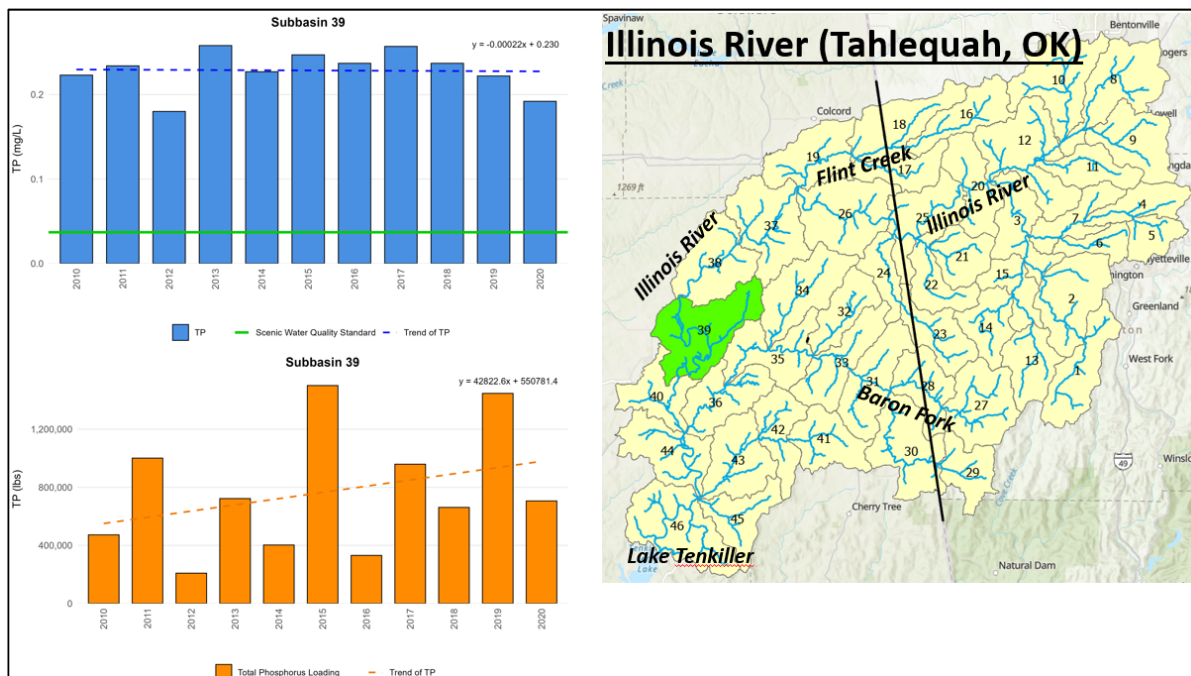 Subbasin 39
y = -0.00022x + 0.230
TP (mg/L)
0.2
0.1
0.0
2010
2011
2012
2013
2014
2015
2016
2017
2018
2019
2020
TP
Scenic Water Quality Standard
Trend of TP
Subbasin 39
y = 42822.6x + 550781.4
TP (lbs)
1,200,000
800,000
400,000
0
2010
2011
2012
2013
2014
2015
2016
2017
2018
2019
2020
Total Phosphorus Loading
Trend of TP
Spavinaw
Bentonville
Illinois River (Tahlequah, OK)
Creek
Colcord
10
8
18
16
12
9
19
Flint Creek
17
11
1269 ft
20
Illinois River
25
26
3
7
4
5
6
37
Illinois River
38
21
24
15
22
34
39
32
2
Greenland
14
23
35
33
13
1
West Fork
31
28
Baron Fork
27
40
36
42
41
44
43
30
29
49
Cove Creek
Cherry Tree
46
45
Lake Tenkiller
Lake
Natural Dam